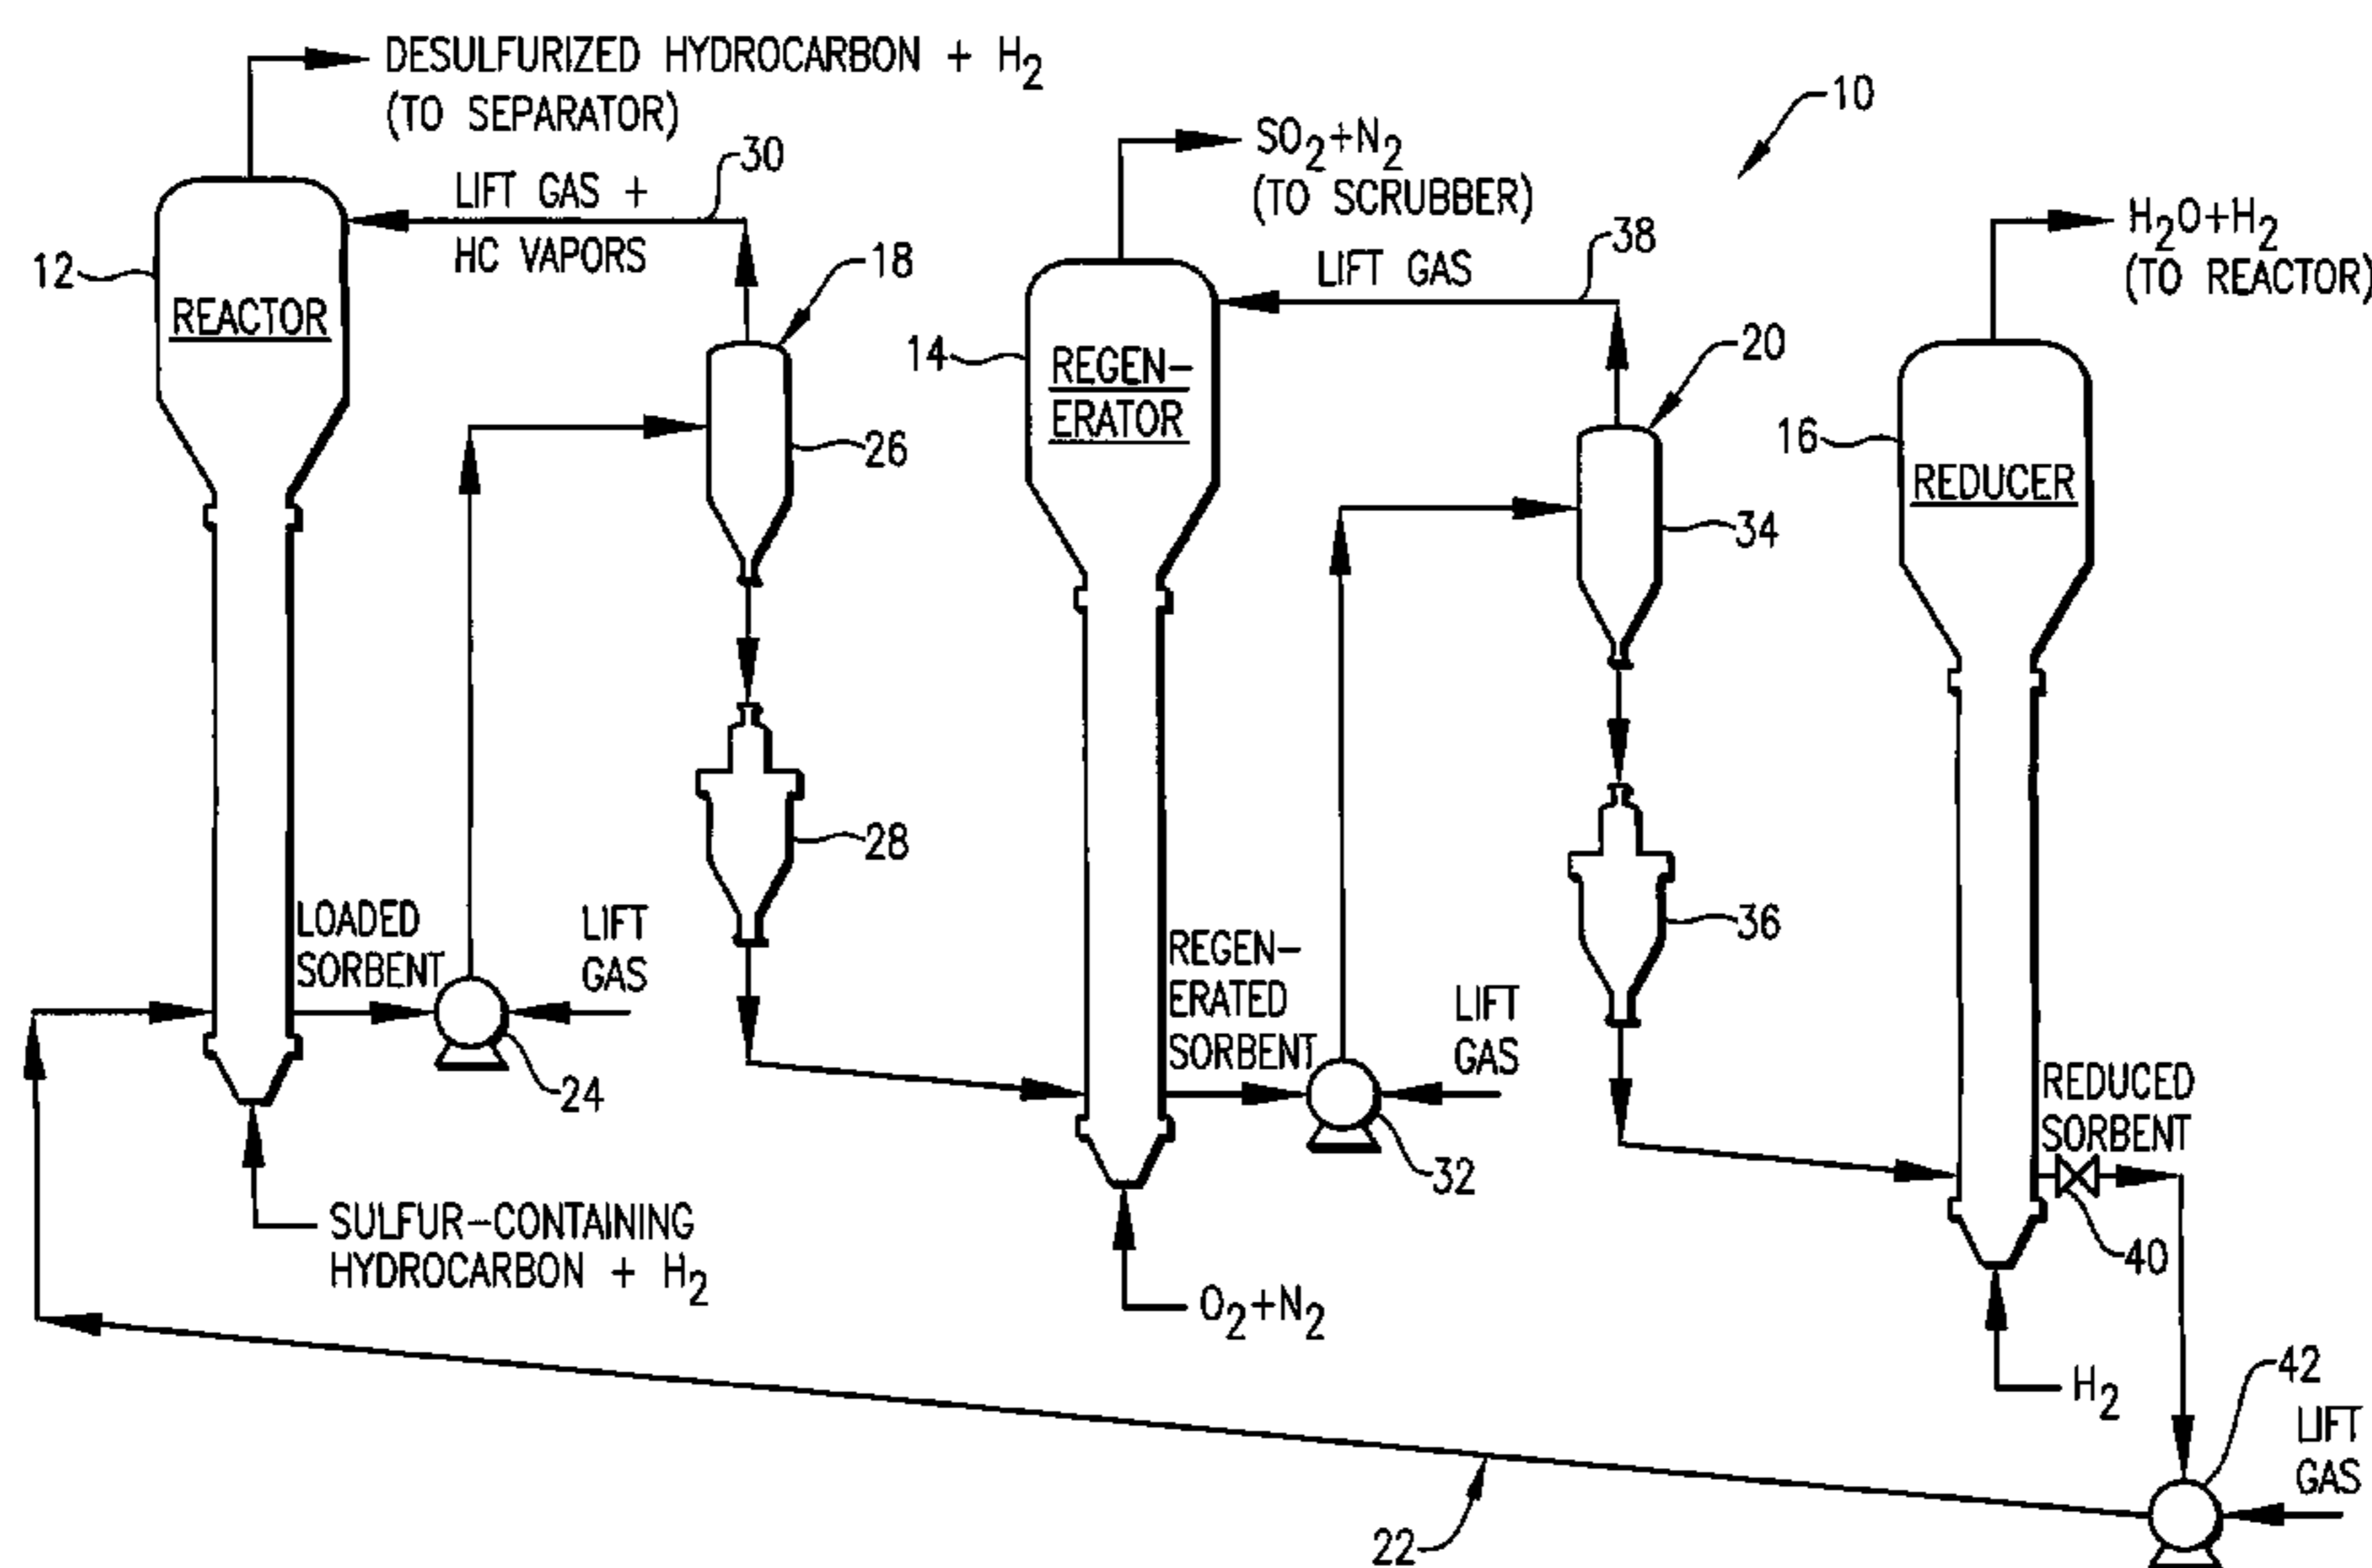 DESULFURIZED HYDROCARBON + H2
(TO SEPARATOR)
10
30
LIFT GAS +
HC VAPORS
SO2+N2
(TO SCRUBBER)
38
LIFT GAS
H2O+H2
(TO REACTOR)
12
REACTOR
18
14
REGEN-
ERATOR
20
16
REDUCER
26
34
28
36
LOADED
SORBENT
LIFT
GAS
24
REGEN-
ERATED
SORBENT
LIFT
GAS
32
REDUCED
SORBENT
40
SULFUR-CONTAINING
HYDROCARBON + H2
O2+N2
H2
42
LIFT
GAS
22